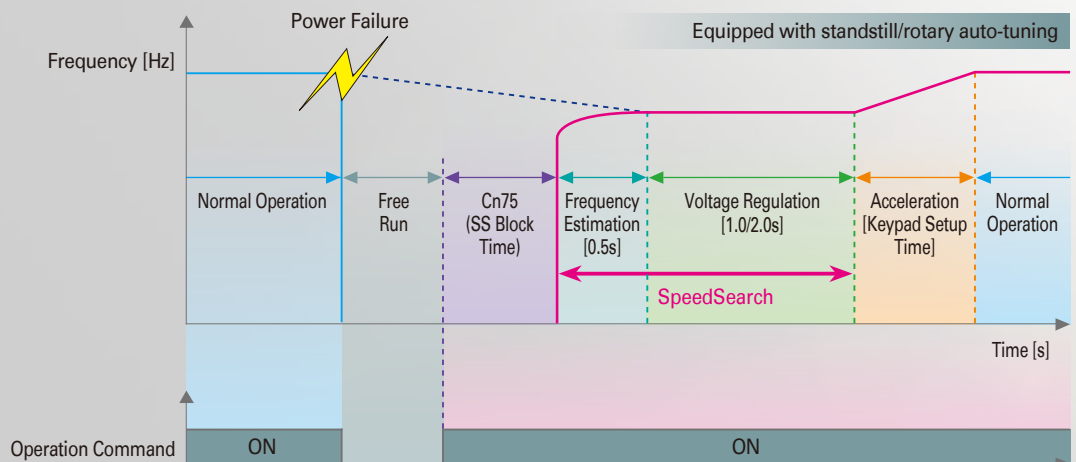 Power Failure
Equipped with standstill/rotary auto-tuning
Frequency [Hz]
Normal Operation
Free
Run
Cn75
(SS Block
Time)
Frequency
Estimation
[0.5s]
Voltage Regulation
[1.0/2.0s]
Acceleration
[Keypad Setup
Time]
Normal
Operation
SpeedSearch
Time [s]
Operation Command
ON
ON